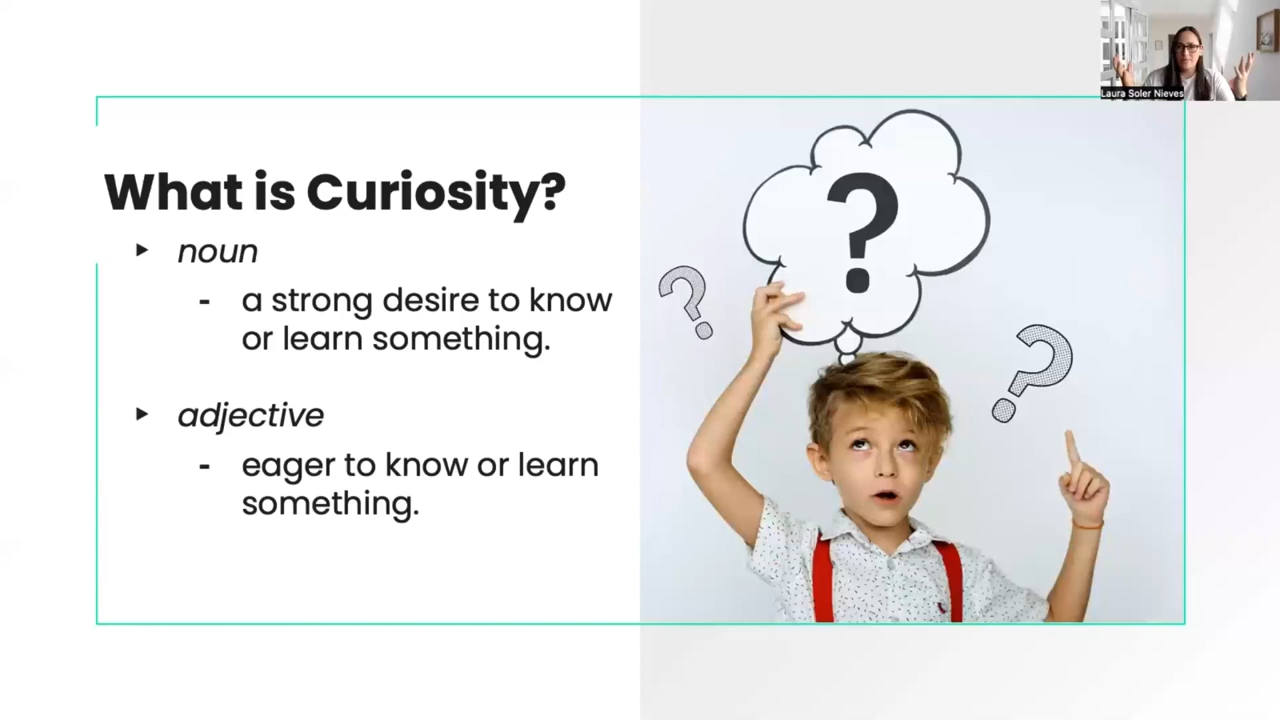 Laura Soler Nieves
What is Curiosity?
noun
- a strong desire to know
or learn something.
adjective
- eager to know or learn
something.
?
?
?